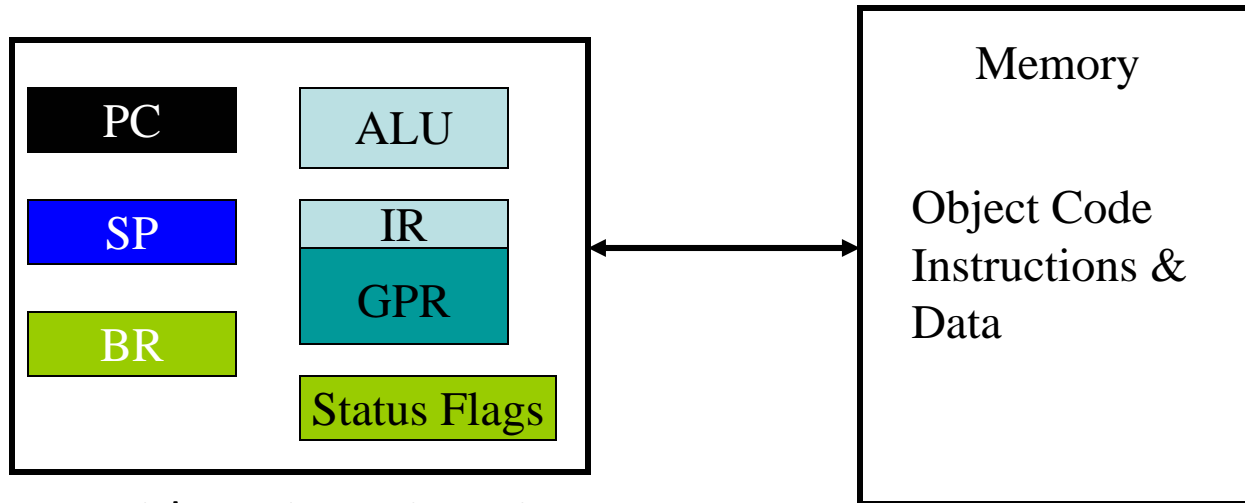 PC
ALU
SP
IR
GPR
BR
Status Flags
Memory
Object Code
Instructions &
Data